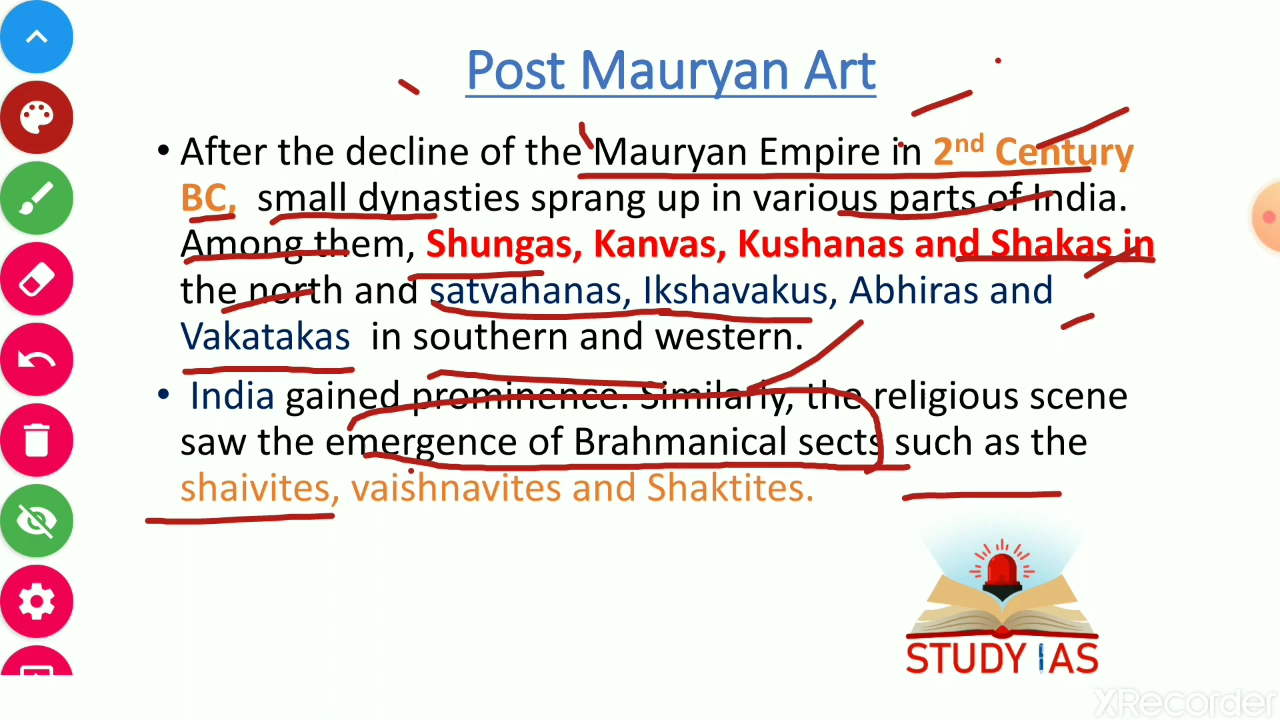 Post Mauryan Art
• After the decline of the Mauryan Empire in 2nd Century
BC, small dynasties sprang up in various parts of India.
Among them, Shungas, Kanvas, Kushanas and Shakas in
the north and satvahanas, Ikshavakus, Abhiras and
Vakatakas in southern and western.
• India gained prominence. Similarly, the religious scene
saw the emergence of Brahmanical sects such as the
shaivites, vaishnavites and Shaktites.
STUDY IAS
XRecorder